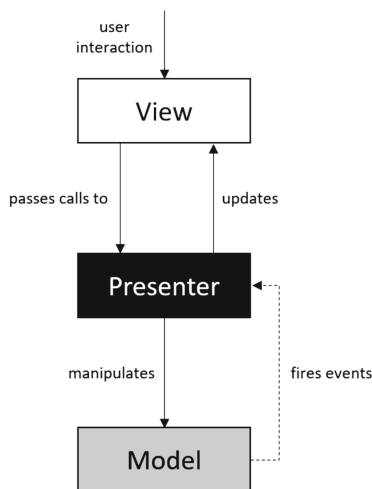 user
interaction
View
passes calls to
updates
Presenter
manipulates
fires events
Model